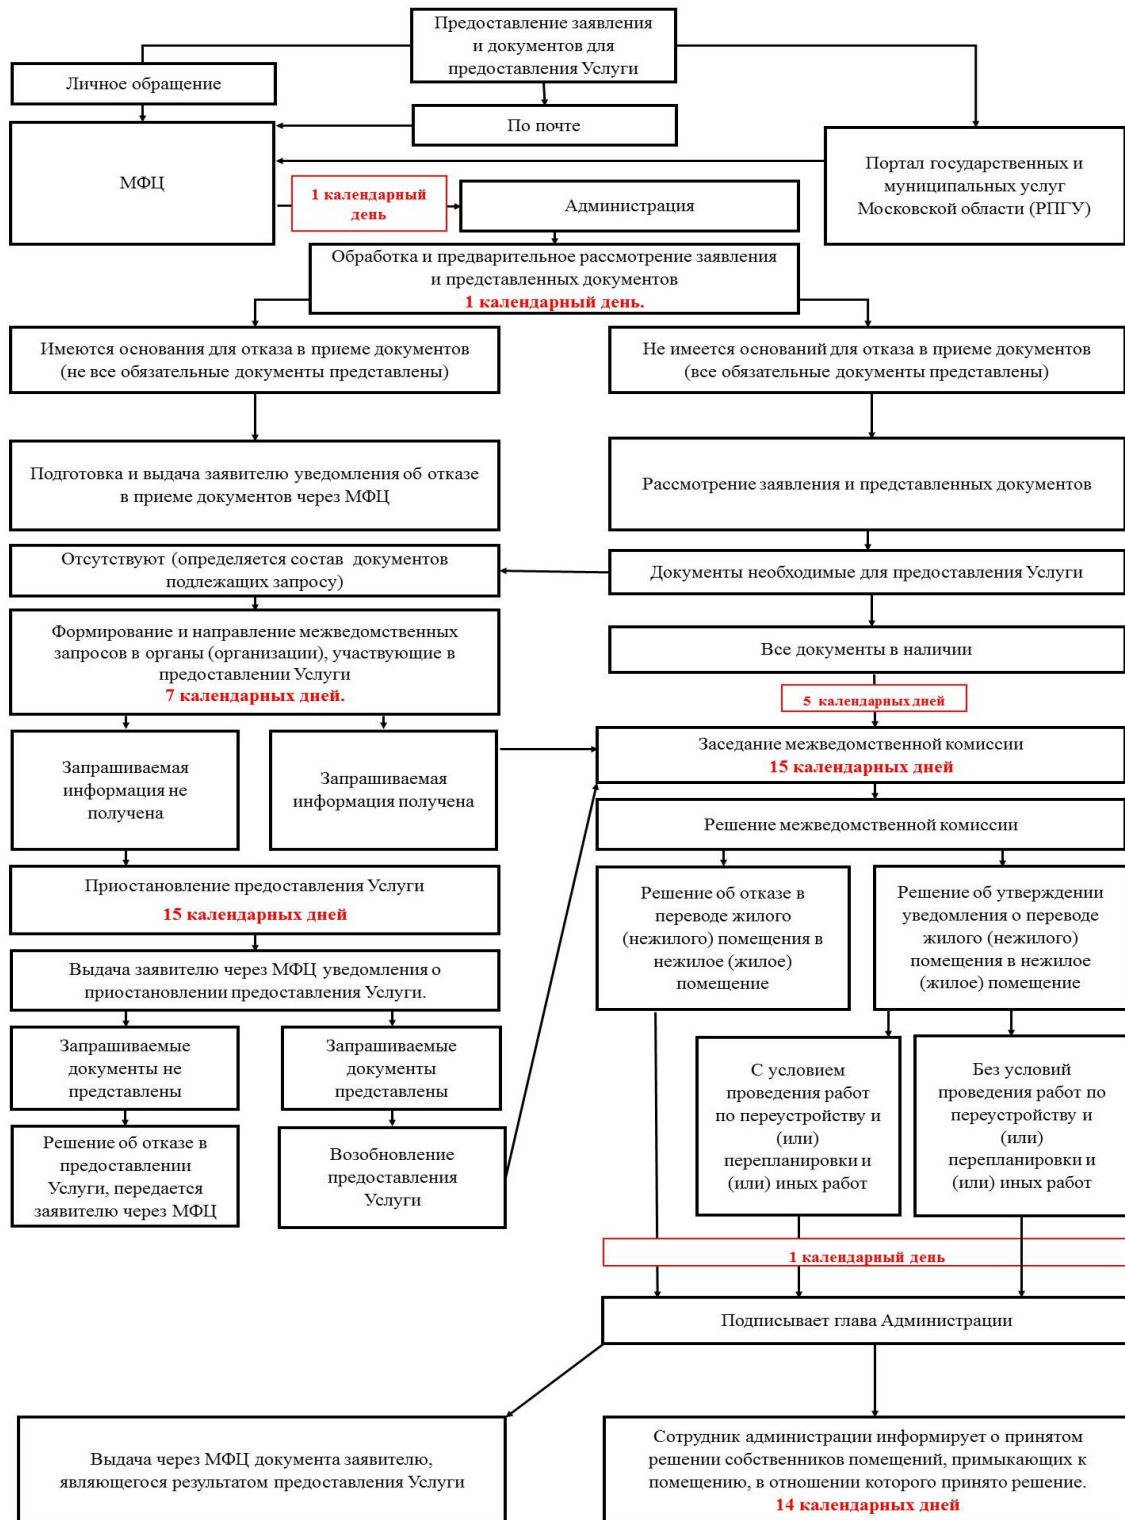 Предоставление заявления
и документов для
предоставления Услуги
Личное обращение
По почте
МФЦ
Портал государственных и
муниципальных услуг
Московской области (РПГУ)
1 календарный
день
Администрация
Обработка и предварительное рассмотрение заявления
и представленных документов
1 календарный день.
Имеются основания для отказа в приеме документов
(не все обязательные документы представлены)
Не имеется оснований для отказа в приеме документов
(все обязательные документы представлены)
Подготовка и выдача заявителю уведомления об отказе
в приеме документов через МФЦ
Рассмотрение заявления и представленных документов
Отсутствуют (определяется состав документов
подлежащих запросу)
Документы необходимые для предоставления Услуги
Формирование и направление межведомственных
запросов в органы (организации), участвующие в
предоставлении Услуги
7 календарных дней.
Все документы в наличии
5 календарных дней
Запрашиваемая
информация не
получена
Запрашиваемая
информация получена
Заседание межведомственной комиссии
15 календарных дней
Решение межведомственной комиссии
Приостановление предоставления Услуги
15 календарных дней
Решение об отказе в
переводе жилого
(нежилого) помещения в
нежилое (жилое)
помещение
Решение об утверждении
уведомления о переводе
жилого (нежилого)
помещения в нежилое
(жилое) помещение
Выдача заявителю через МФЦ уведомления о
приостановлении предоставления Услуги.
Запрашиваемые
документы не
представлены
Запрашиваемые
документы
представлены
С условием
проведения работ
по переустройству и
(или)
перепланировки и
(или) иных работ
Без условий
проведения работ по
переустройству и
(или)
перепланировки и
(или) иных работ
Решение об отказе в
предоставлении
Услуги, передается
заявителю через МФЦ
Возобновление
предоставления
Услуги
1 календарный день
Подписывает глава Администрации
Выдача через МФЦ документа заявителю,
являющегося результатом предоставления Услуги
Сотрудник администрации информирует о принятом
решении собственников помещений, примыкающих к
помещению, в отношении которого принято решение.
14 календарных дней